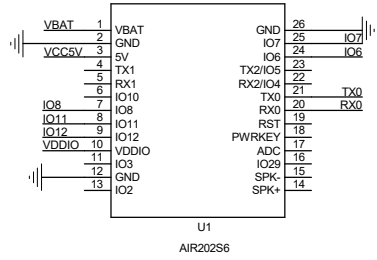 VBAT 1 VBAT GND 26
2 GND IO7 25 IO7
VCC5V 3 5V IO6 24 IO6
4 TX1 TX2/IO5 23
5 RX1 RX2/IO4 22
6 IO10 TX0 21 TX0
IO8 7 IO8 RX0 20 RX0
IO11 8 IO11 RST 19
IO12 9 IO12 PWRKEY 18
VDDIO 10 VDDIO ADC 17
11 IO3 IO29 16
12 GND SPK- 15
13 IO2 SPK+ 14
U1
AIR202S6